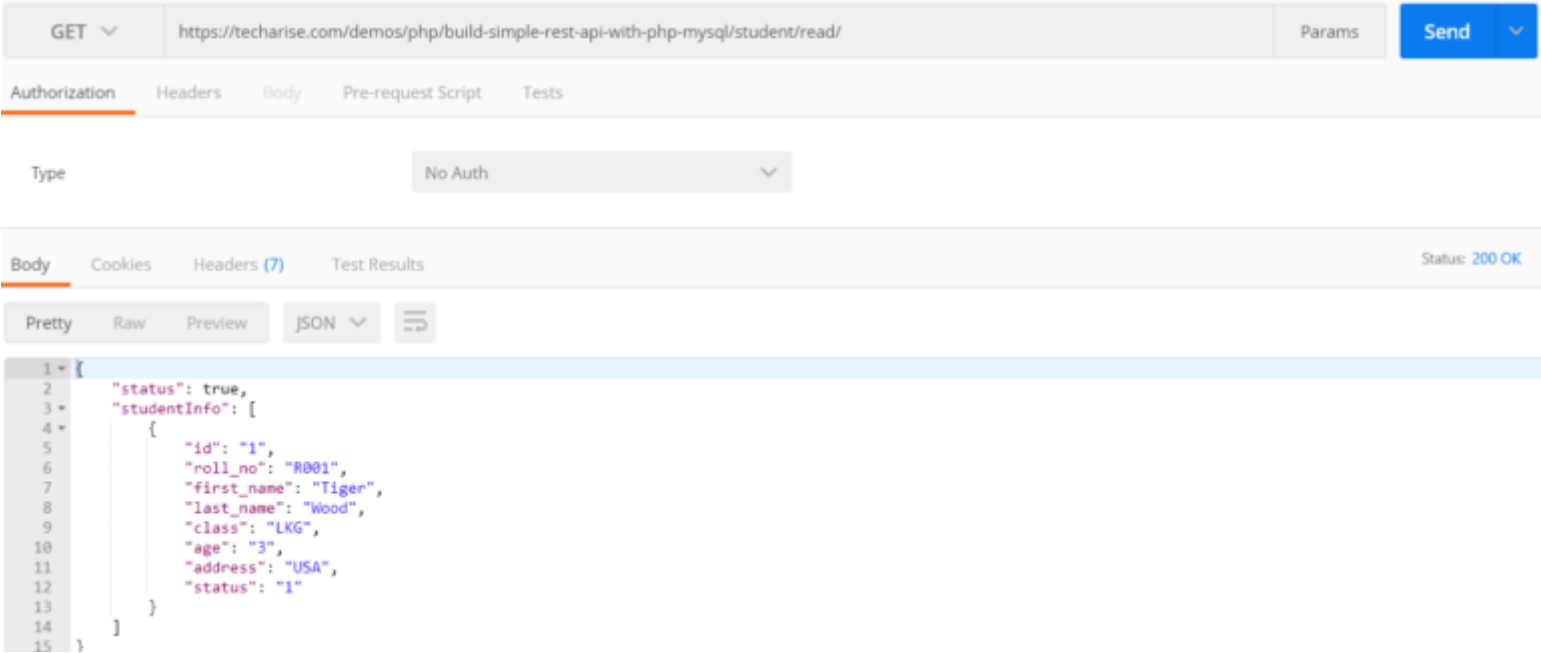 GET https://techarise.com/demos/php/build-simple-rest-api-with-php-mysql/student/read/ Params Send
Authorization Headers Body Pre-request Script Tests
Type No Auth
Body Cookies Headers (7) Test Results Status: 200 OK
Pretty Raw Preview JSON
1 {
2 "status": true,
3 "studentInfo": [
4 {
5 "id": "1",
6 "roll_no": "R001",
7 "first_name": "Tiger",
8 "last_name": "Wood",
9 "class": "LKG",
10 "age": "3",
11 "address": "USA",
12 "status": "1"
13 }
14 ]
15 }